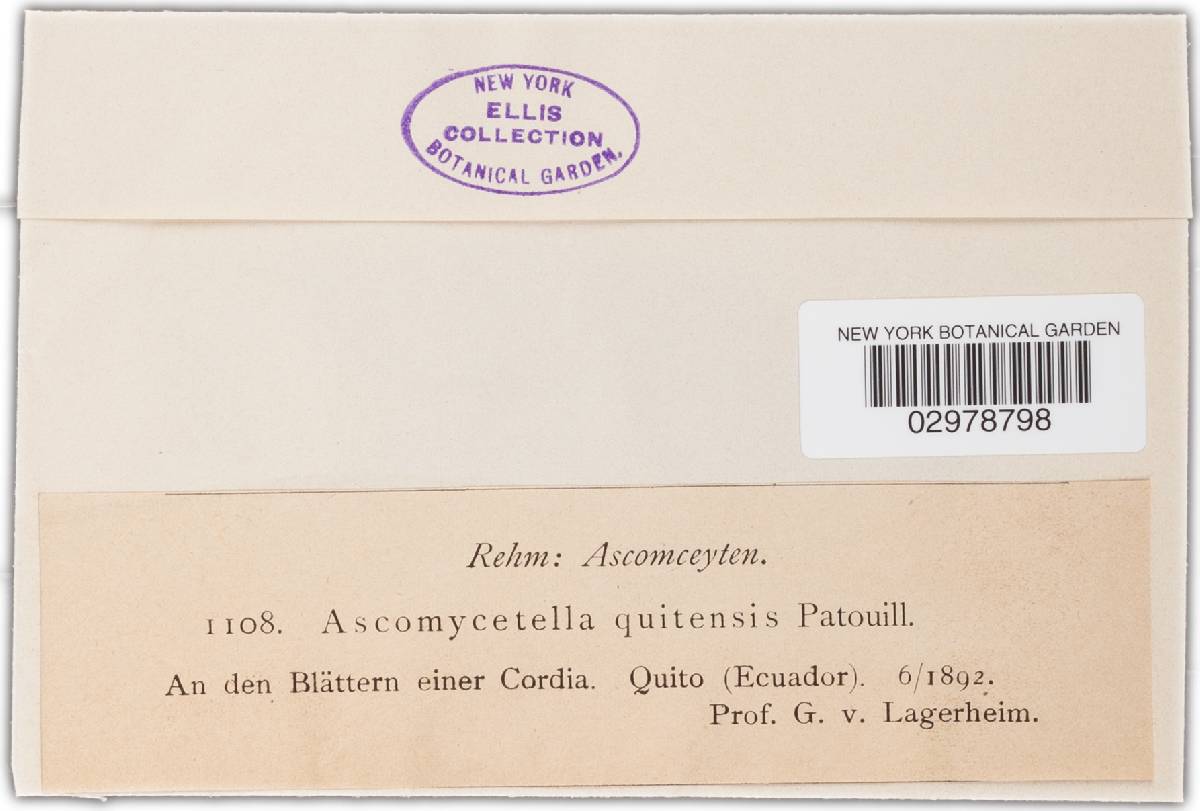 NEW YORK
ELLIS
COLLECTION
BOTANICAL GARDEN.
NEW YORK BOTANICAL GARDEN
02978798
Rehm: Ascomceyten.
1108. Ascomycetella quitensis Patouill.
An den Blättern einer Cordia. Quito (Ecuador). 6/1892.
Prof. G. v. Lagerheim.